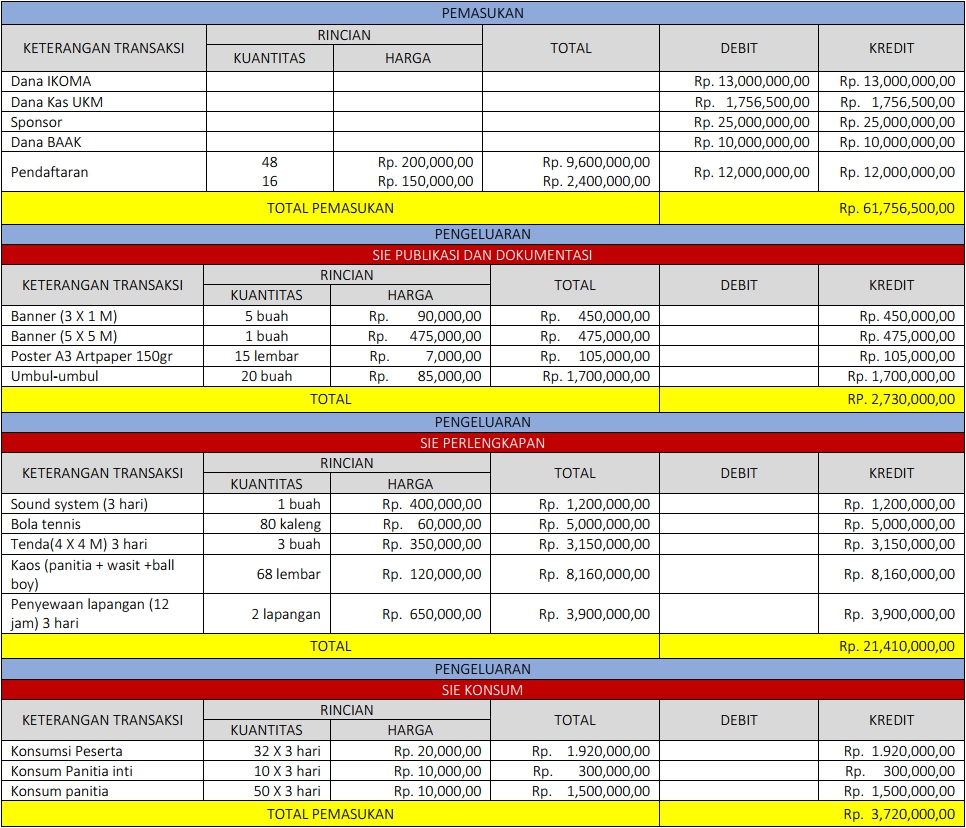 PEMASUKAN
KETERANGAN TRANSAKSI RINCIAN TOTAL DEBIT KREDIT
KUANTITAS HARGA
Dana IKOMA Rp. 13,000,000,00 Rp. 13,000,000,00
Dana Kas UKM Rp. 1,756,500,00 Rp. 1,756,500,00
Sponsor Rp. 25,000,000,00 Rp. 25,000,000,00
Dana BAAK Rp. 10,000,000,00 Rp. 10,000,000,00
Pendaftaran 48 Rp. 200,000,00 Rp. 9,600,000,00 Rp. 12,000,000,00 Rp. 12,000,000,00
16 Rp. 150,000,00 Rp. 2,400,000,00
TOTAL PEMASUKAN Rp. 61,756,500,00
PENGELUARAN
SIE PUBLIKASI DAN DOKUMENTASI
KETERANGAN TRANSAKSI RINCIAN TOTAL DEBIT KREDIT
KUANTITAS HARGA
Banner (3 X 1 M) 5 buah Rp. 90,000,00 Rp. 450,000,00 Rp. 450,000,00
Banner (5 X 5 M) 1 buah Rp. 475,000,00 Rp. 475,000,00 Rp. 475,000,00
Poster A3 Artpaper 150gr 15 lembar Rp. 7,000,00 Rp. 105,000,00 Rp. 105,000,00
Umbul-umbul 20 buah Rp. 85,000,00 Rp. 1,700,000,00 Rp. 1,700,000,00
TOTAL RP. 2,730,000,00
PENGELUARAN
SIE PERLENGKAPAN
KETERANGAN TRANSAKSI RINCIAN TOTAL DEBIT KREDIT
KUANTITAS HARGA
Sound system (3 hari) 1 buah Rp. 400,000,00 Rp. 1,200,000,00 Rp. 1,200,000,00
Bola tennis 80 kaleng Rp. 60,000,00 Rp. 5,000,000,00 Rp. 5,000,000,00
Tenda(4 X 4 M) 3 hari 3 buah Rp. 350,000,00 Rp. 3,150,000,00 Rp. 3,150,000,00
Kaos (panitia + wasit +ball
boy) 68 lembar Rp. 120,000,00 Rp. 8,160,000,00 Rp. 8,160,000,00
Penyewaan lapangan (12
jam) 3 hari 2 lapangan Rp. 650,000,00 Rp. 3,900,000,00 Rp. 3,900,000,00
TOTAL Rp. 21,410,000,00
PENGELUARAN
SIE KONSUM
KETERANGAN TRANSAKSI RINCIAN TOTAL DEBIT KREDIT
KUANTITAS HARGA
Konsumsi Peserta 32 X 3 hari Rp. 20,000,00 Rp. 1.920,000,00 Rp. 1.920,000,00
Konsum Panitia inti 10 X 3 hari Rp. 10,000,00 Rp. 300,000,00 Rp. 300,000,00
Konsum panitia 50 X 3 hari Rp. 10,000,00 Rp. 1,500,000,00 Rp. 1,500,000,00
TOTAL PEMASUKAN Rp. 3,720,000,00